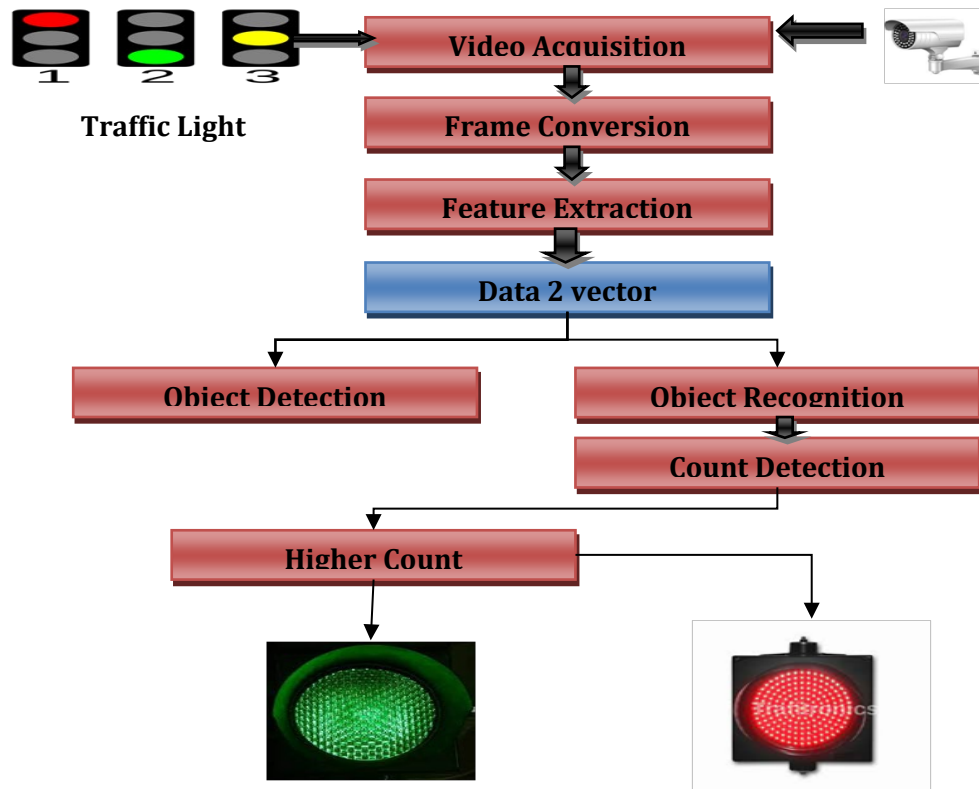 1 2 3
Traffic Light
Video Acquisition
Frame Conversion
Feature Extraction
Data 2 vector
Object Detection
Object Recognition
Count Detection
Higher Count